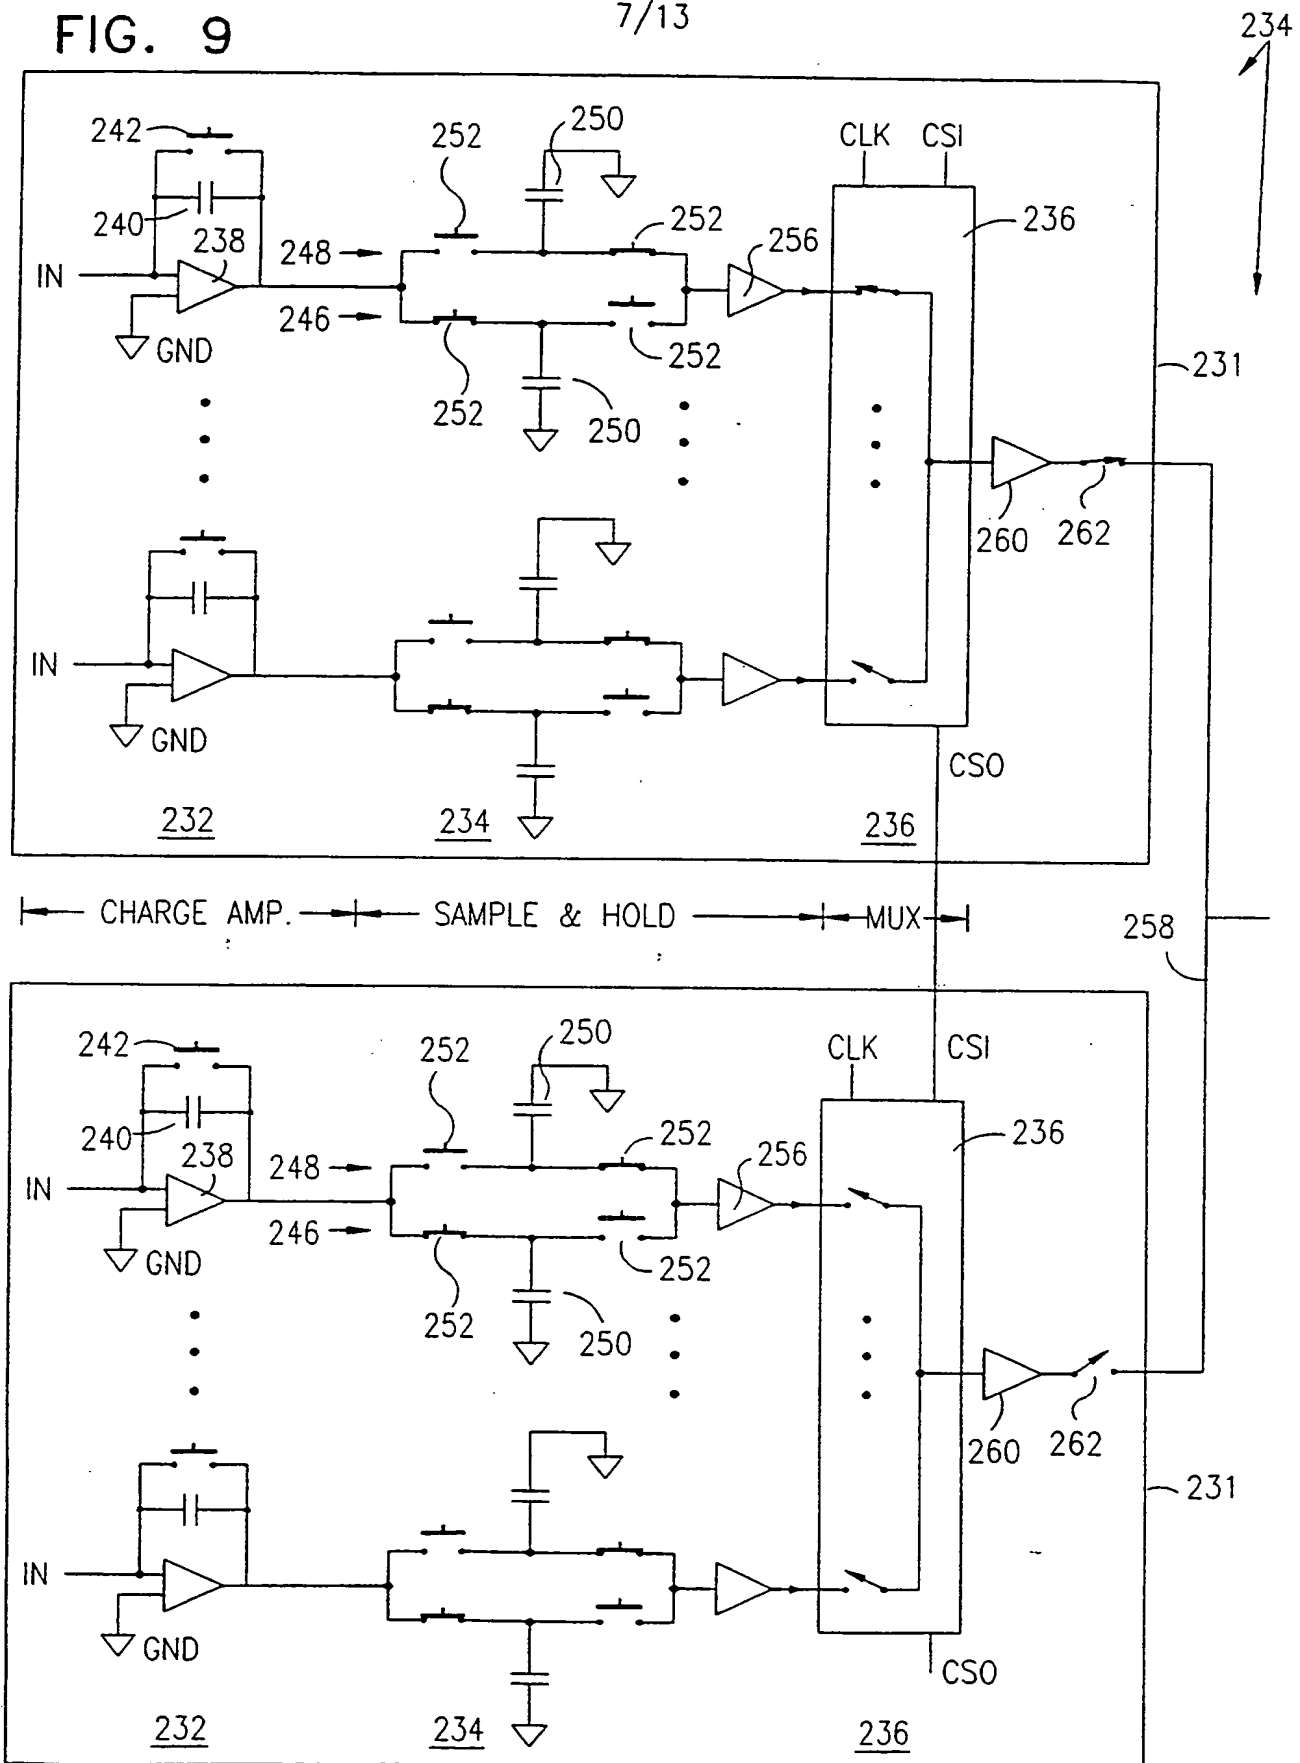 FIG. 9
7/13
234
242
252
250
CLK CSI
240
238
248
252
256
236
IN
246
GND
252
252
250
231
260
262
IN
GND
CSO
232
234
236
CHARGE AMP.
SAMPLE & HOLD
MUX
258
242
252
250
CLK
CSI
240
238
248
252
256
236
IN
246
GND
252
252
250
260
262
231
IN
GND
CSO
232
234
236